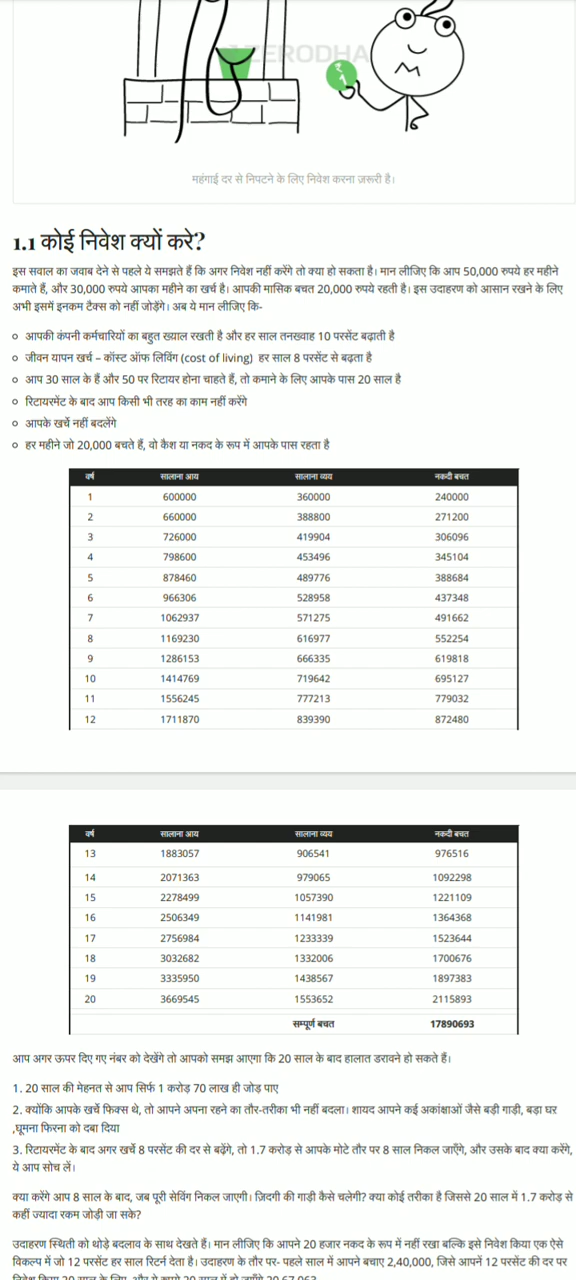 ZERODHA
₹
1
महंगाई दर से निपटने के लिए निवेश करना ज़रूरी है।
1.1 कोई निवेश क्यों करे?
इस सवाल का जवाब देने से पहले ये समझते हैं कि अगर निवेश नहीं करेंगे तो क्या हो सकता है। मान लीजिए कि आप 50,000 रुपये हर महीने
कमाते हैं, और 30,000 रुपये आपका महीने का खर्च है। आपकी मासिक बचत 20,000 रुपये रहती है। इस उदाहरण को आसान रखने के लिए
अभी इसमें इनकम टैक्स को नहीं जोड़ेंगे। अब ये मान लीजिए कि-
आपकी कंपनी कर्मचारियों का बहुत ख्याल रखती है और हर साल तनख्वाह 10 परसेंट बढ़ाती है
जीवन यापन खर्च – कॉस्ट ऑफ लिविंग (cost of living) हर साल 8 परसेंट से बढ़ता है
आप 30 साल के हैं और 50 पर रिटायर होना चाहते हैं, तो कमाने के लिए आपके पास 20 साल है
रिटायरमेंट के बाद आप किसी भी तरह का काम नहीं करेंगे
आपके खर्चे नहीं बदलेंगे
हर महीने जो 20,000 बचते हैं, वो कैश या नकद के रूप में आपके पास रहता है
वर्ष सालाना आय सालाना व्यय नकदी बचत
1 600000 360000 240000
2 660000 388800 271200
3 726000 419904 306096
4 798600 453496 345104
5 878460 489776 388684
6 966306 528958 437348
7 1062937 571275 491662
8 1169230 616977 552254
9 1286153 666335 619818
10 1414769 719642 695127
11 1556245 777213 779032
12 1711870 839390 872480
वर्ष सालाना आय सालाना व्यय नकदी बचत
13 1883057 906541 976516
14 2071363 979065 1092298
15 2278499 1057390 1221109
16 2506349 1141981 1364368
17 2756984 1233339 1523644
18 3032682 1332006 1700676
19 3335950 1438567 1897383
20 3669545 1553652 2115893
सम्पूर्ण बचत 17890693
आप अगर ऊपर दिए गए नंबर को देखेंगे तो आपको समझ आएगा कि 20 साल के बाद हालात डरावने हो सकते हैं।
1. 20 साल की मेहनत से आप सिर्फ 1 करोड़ 70 लाख ही जोड़ पाए
2. क्योंकि आपके खर्चे फिक्स थे, तो आपने अपना रहने का तौर-तरीका भी नहीं बदला। शायद आपने कई अकांक्षाओं जैसे बड़ी गाड़ी, बड़ा घर
,घूमना फिरना को दबा दिया
3. रिटायरमेंट के बाद अगर खर्चे 8 परसेंट की दर से बढ़ेंगे, तो 1.7 करोड़ से आपके मोटे तौर पर 8 साल निकल जाएँगे, और उसके बाद क्या करेंगे,
ये आप सोच लें।
क्या करेंगे आप 8 साल के बाद, जब पूरी सेविंग निकल जाएगी। ज़िदगी की गाड़ी कैसे चलेगी? क्या कोई तरीका है जिससे 20 साल में 1.7 करोड़ से
कहीं ज्यादा रकम जोड़ी जा सके?
उदाहरण स्थिती को थोड़े बदलाव के साथ देखते हैं। मान लीजिए कि आपने 20 हजार नकद के रूप में नहीं रखा बल्कि इसे निवेश किया एक ऐसे
विकल्प में जो 12 परसेंट हर साल रिटर्न देता है। उदाहरण के तौर पर- पहले साल में आपने बचाए 2,40,000, जिसे आपनें 12 परसेंट की दर पर